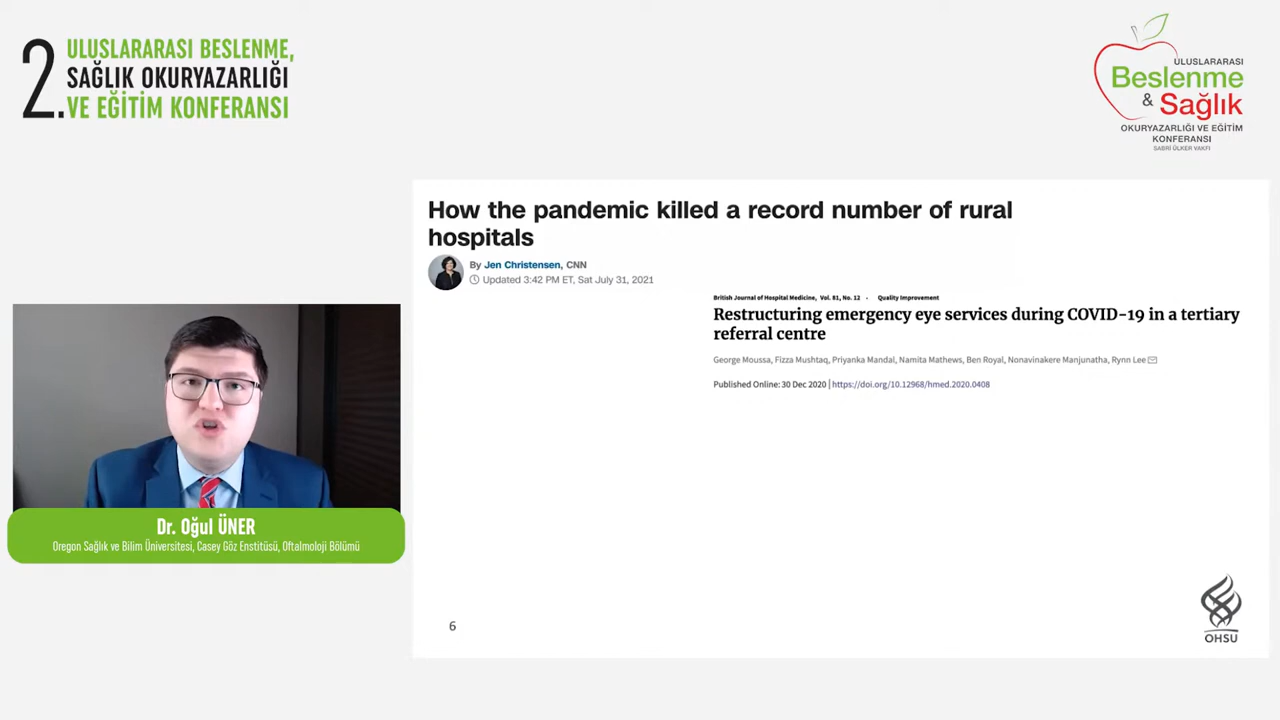 2.
ULUSLARARASI BESLENME,
SAĞLIK OKURYAZARLIĞI
VE EĞİTİM KONFERANSI
ULUSLARARASI
Beslenme
& Sağlık
OKURYAZARLIĞI VE EĞİTİM
KONFERANSI
SABRİ ÜLKER VAKFI
How the pandemic killed a record number of rural
hospitals
By Jen Christensen, CNN
Updated 3:42 PM ET, Sat July 31, 2021
British Journal of Hospital Medicine, Vol. 81, No. 12 - Quality Improvement
Restructuring emergency eye services during COVID-19 in a tertiary
referral centre
George Moussa, Fizza Mushtaq, Priyanka Mandal, Namita Mathews, Ben Royal, Nonavinakere Manjunatha, Rynn Lee
Published Online: 30 Dec 2020 | https://doi.org/10.12968/hmed.2020.0408
Dr. Oğul ÜNER
Oregon Sağlık ve Bilim Üniversitesi, Casey Göz Enstitüsü, Oftalmoloji Bölümü
6
OHSU